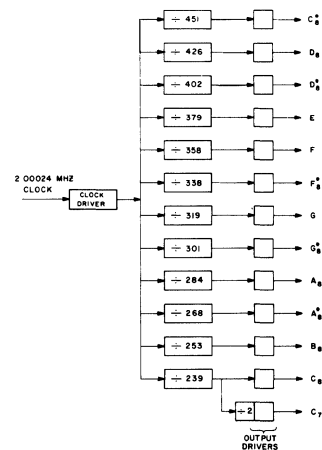 ÷ 451 C♯8
÷ 426 D8
÷ 402 D♯8
÷ 379 E
÷ 358 F
2 00024 MHZ
CLOCK
CLOCK
DRIVER
÷ 338 F♯8
÷ 319 G
÷ 301 G♯8
÷ 284 A8
÷ 268 A♯8
÷ 253 B8
÷ 239 C8
÷ 2 C7
OUTPUT
DRIVERS